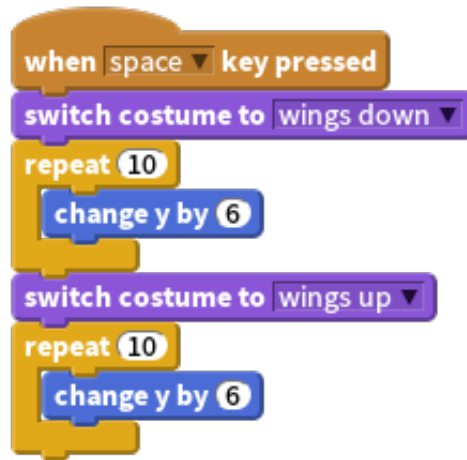 when space key pressed
switch costume to wings down
repeat 10
change y by 6
switch costume to wings up
repeat 10
change y by 6